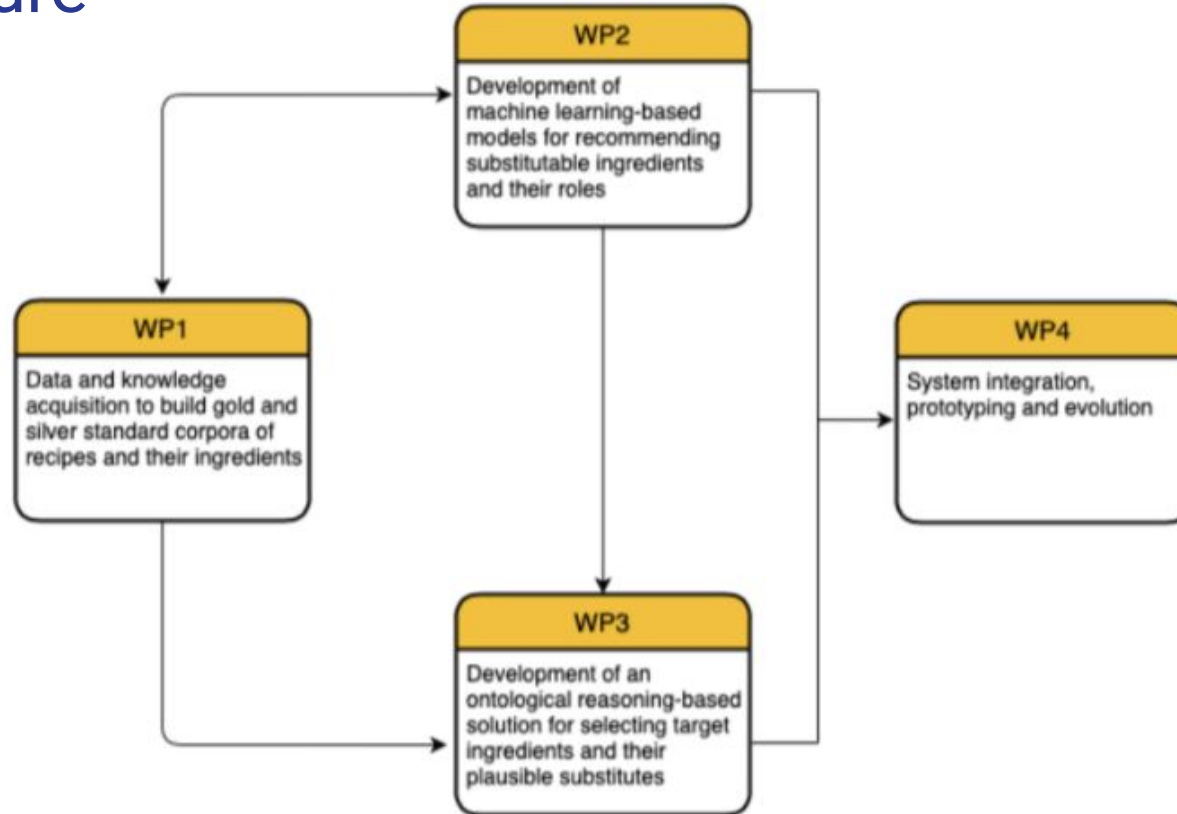 WP2
Development of
machine learning-based
models for recommending
substitutable ingredients
and their roles
WP1
Data and knowledge
acquisition to build gold and
silver standard corpora of
recipes and their ingredients
WP4
System integration,
prototyping and evolution
WP3
Development of an
ontological reasoning-based
solution for selecting target
ingredients and their
plausible substitutes